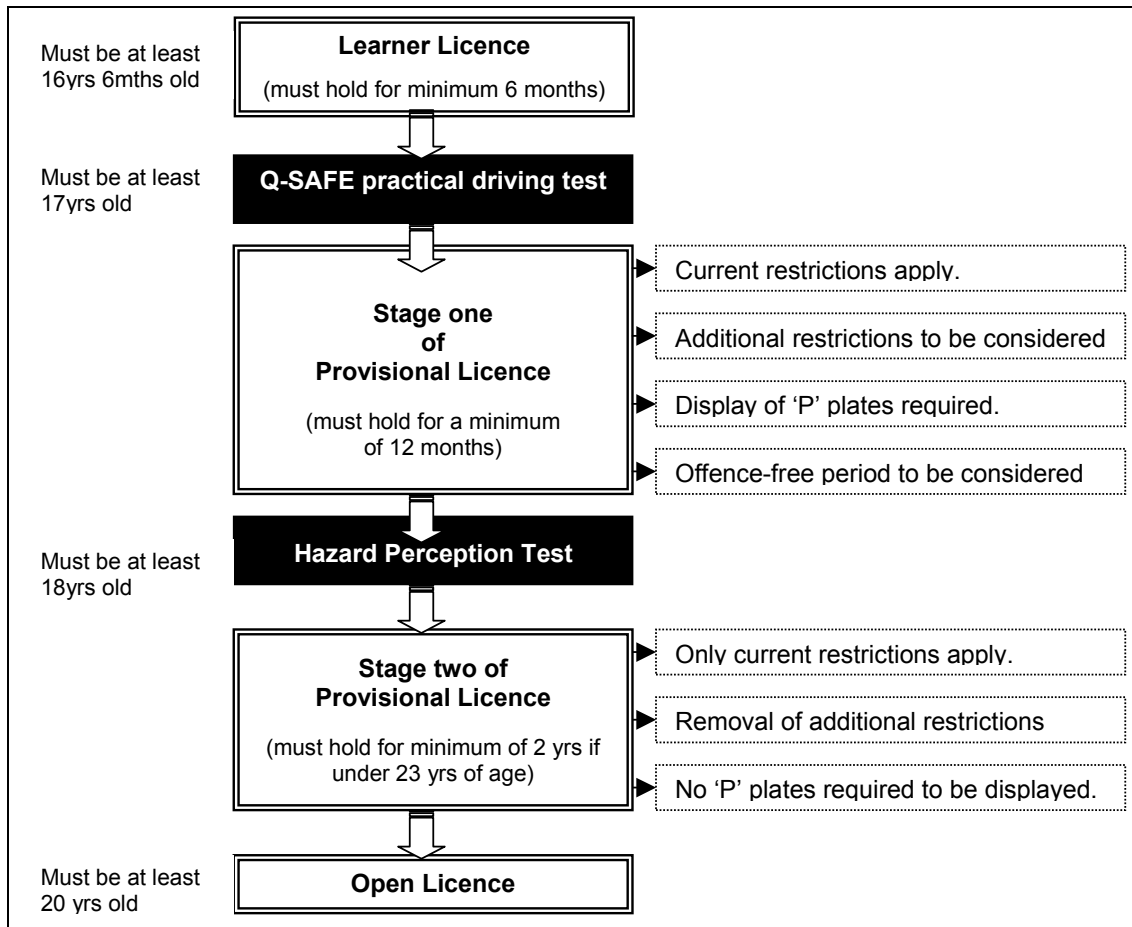 Must be at least
16yrs 6mths old
Learner Licence
(must hold for minimum 6 months)
Must be at least
17yrs old
Q-SAFE practical driving test
Stage one
of
Provisional Licence
(must hold for a minimum
of 12 months)
Current restrictions apply.
Additional restrictions to be considered
Display of ‘P’ plates required.
Offence-free period to be considered
Must be at least
18yrs old
Hazard Perception Test
Stage two of
Provisional Licence
(must hold for minimum of 2 yrs if
under 23 yrs of age)
Only current restrictions apply.
Removal of additional restrictions
No ‘P’ plates required to be displayed.
Must be at least
20 yrs old
Open Licence